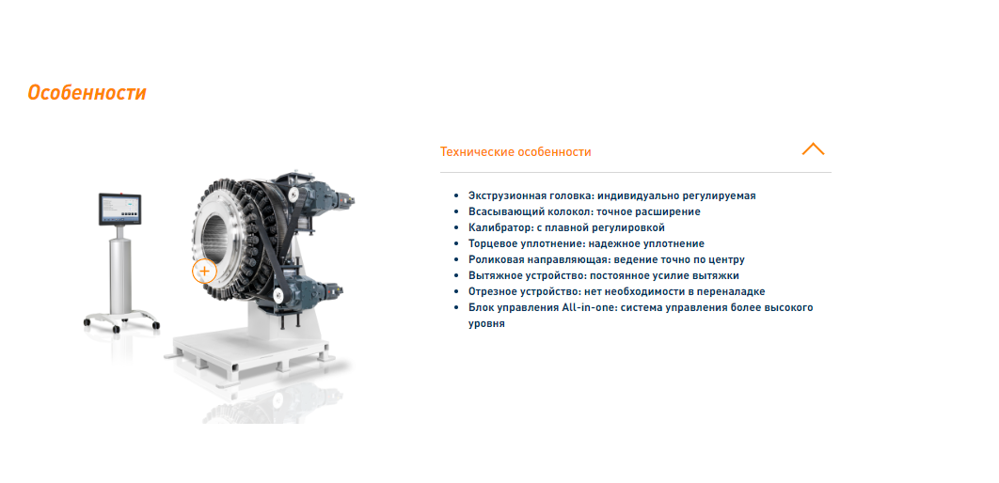 Особенности
Технические особенности
Экструзионная головка: индивидуально регулируемая
Всасывающий колокол: точное расширение
Калибратор: с плавной регулировкой
Торцевое уплотнение: надежное уплотнение
Роликовая направляющая: ведение точно по центру
Вытяжное устройство: постоянное усилие вытяжки
Отрезное устройство: нет необходимости в переналадке
Блок управления All-in-one: система управления более высокого
уровня